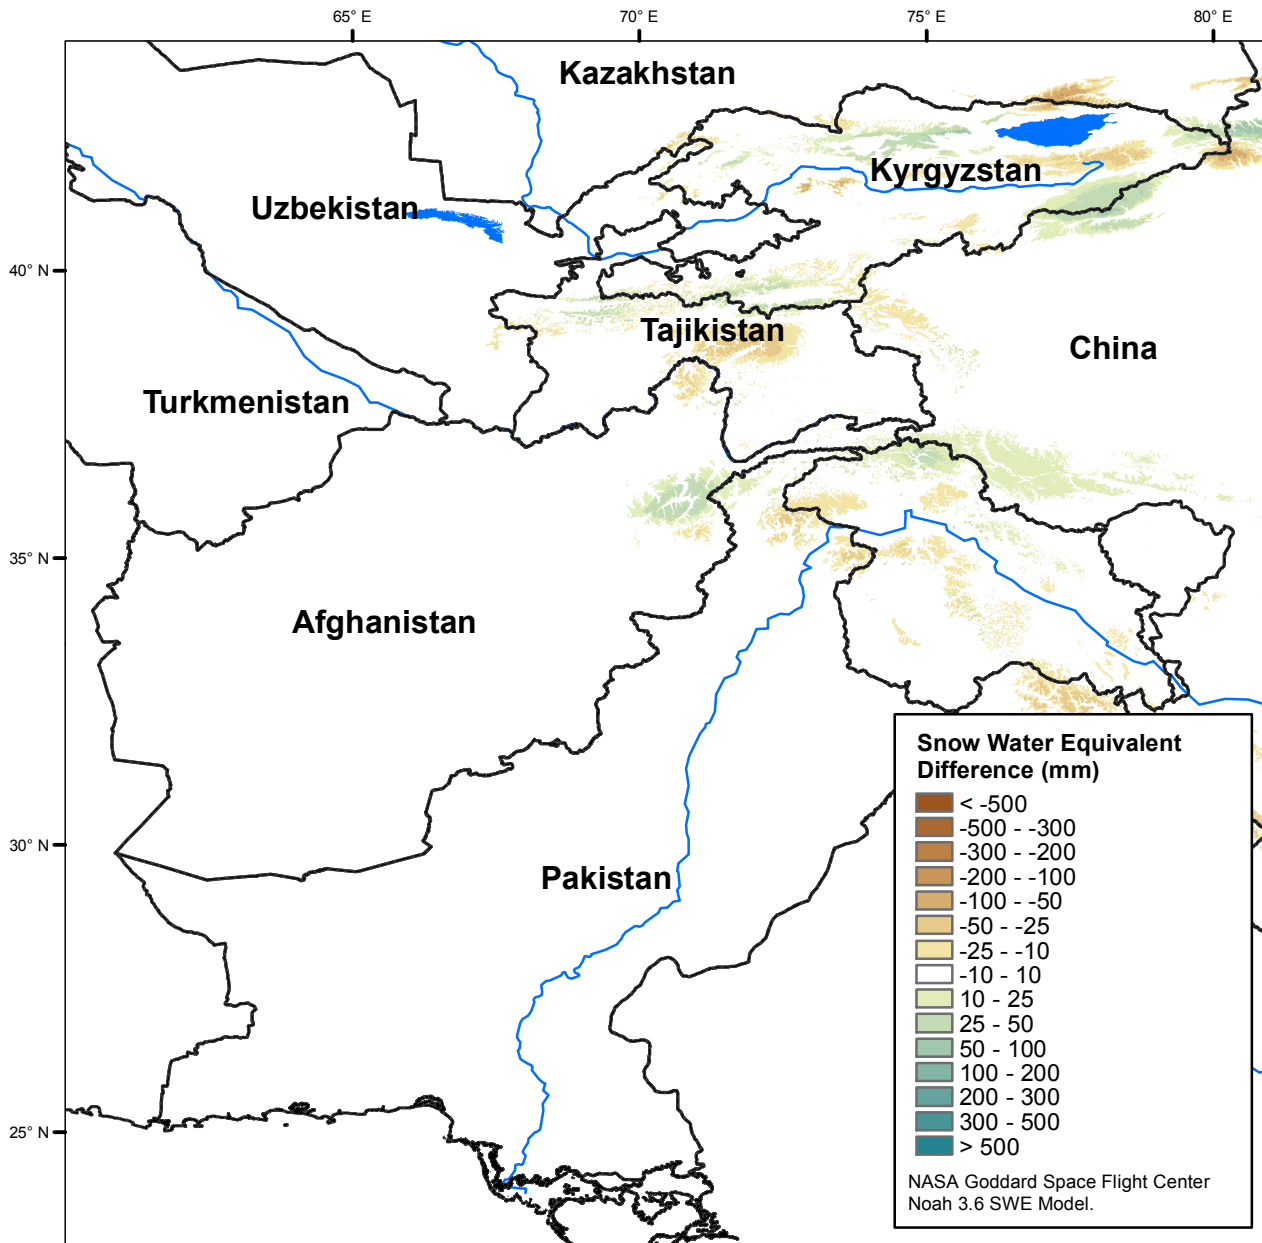 65° E 70° E 75° E 80° E
Kazakhstan
Kyrgyzstan
Uzbekistan
40° N
Tajikistan
China
Turkmenistan
35° N
Afghanistan
Snow Water Equivalent
Difference (mm)
< -500
-500 - -300
-300 - -200
-200 - -100
-100 - -50
-50 - -25
-25 - -10
-10 - 10
10 - 25
25 - 50
50 - 100
100 - 200
200 - 300
300 - 500
> 500
NASA Goddard Space Flight Center
Noah 3.6 SWE Model.
30° N
Pakistan
25° N